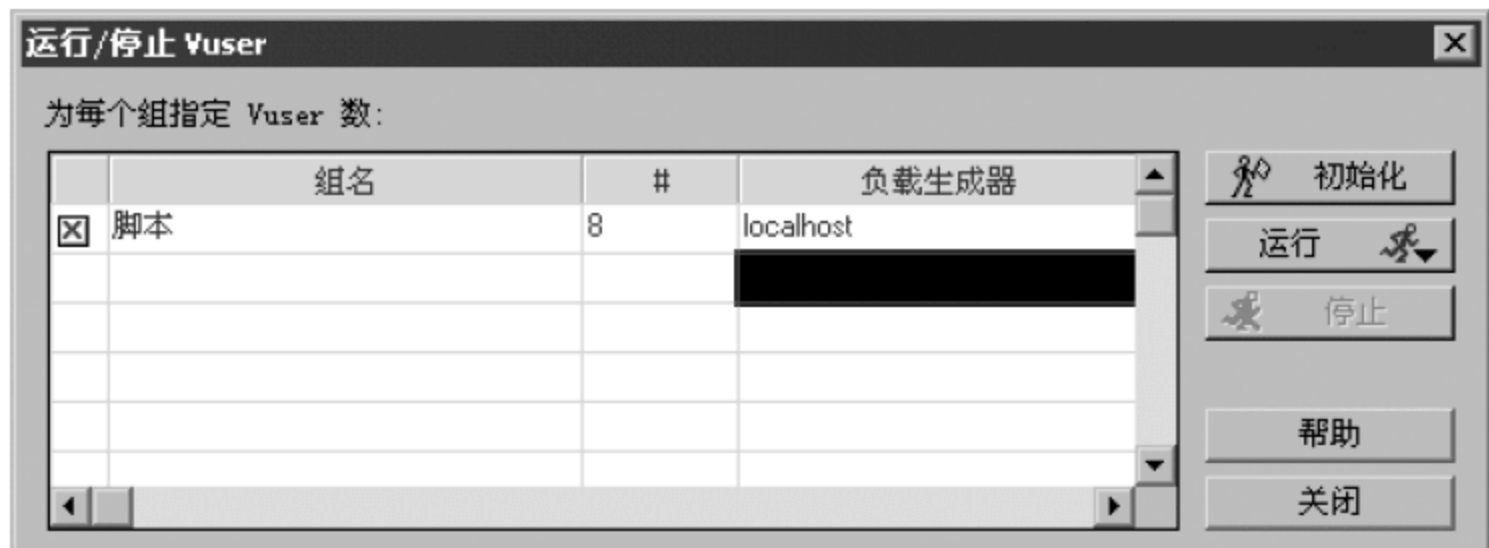 运行/停止 Vuser
为每个组指定 Vuser 数:
组名 # 负载生成器
脚本 8 localhost
初始化
运行
停止
帮助
关闭